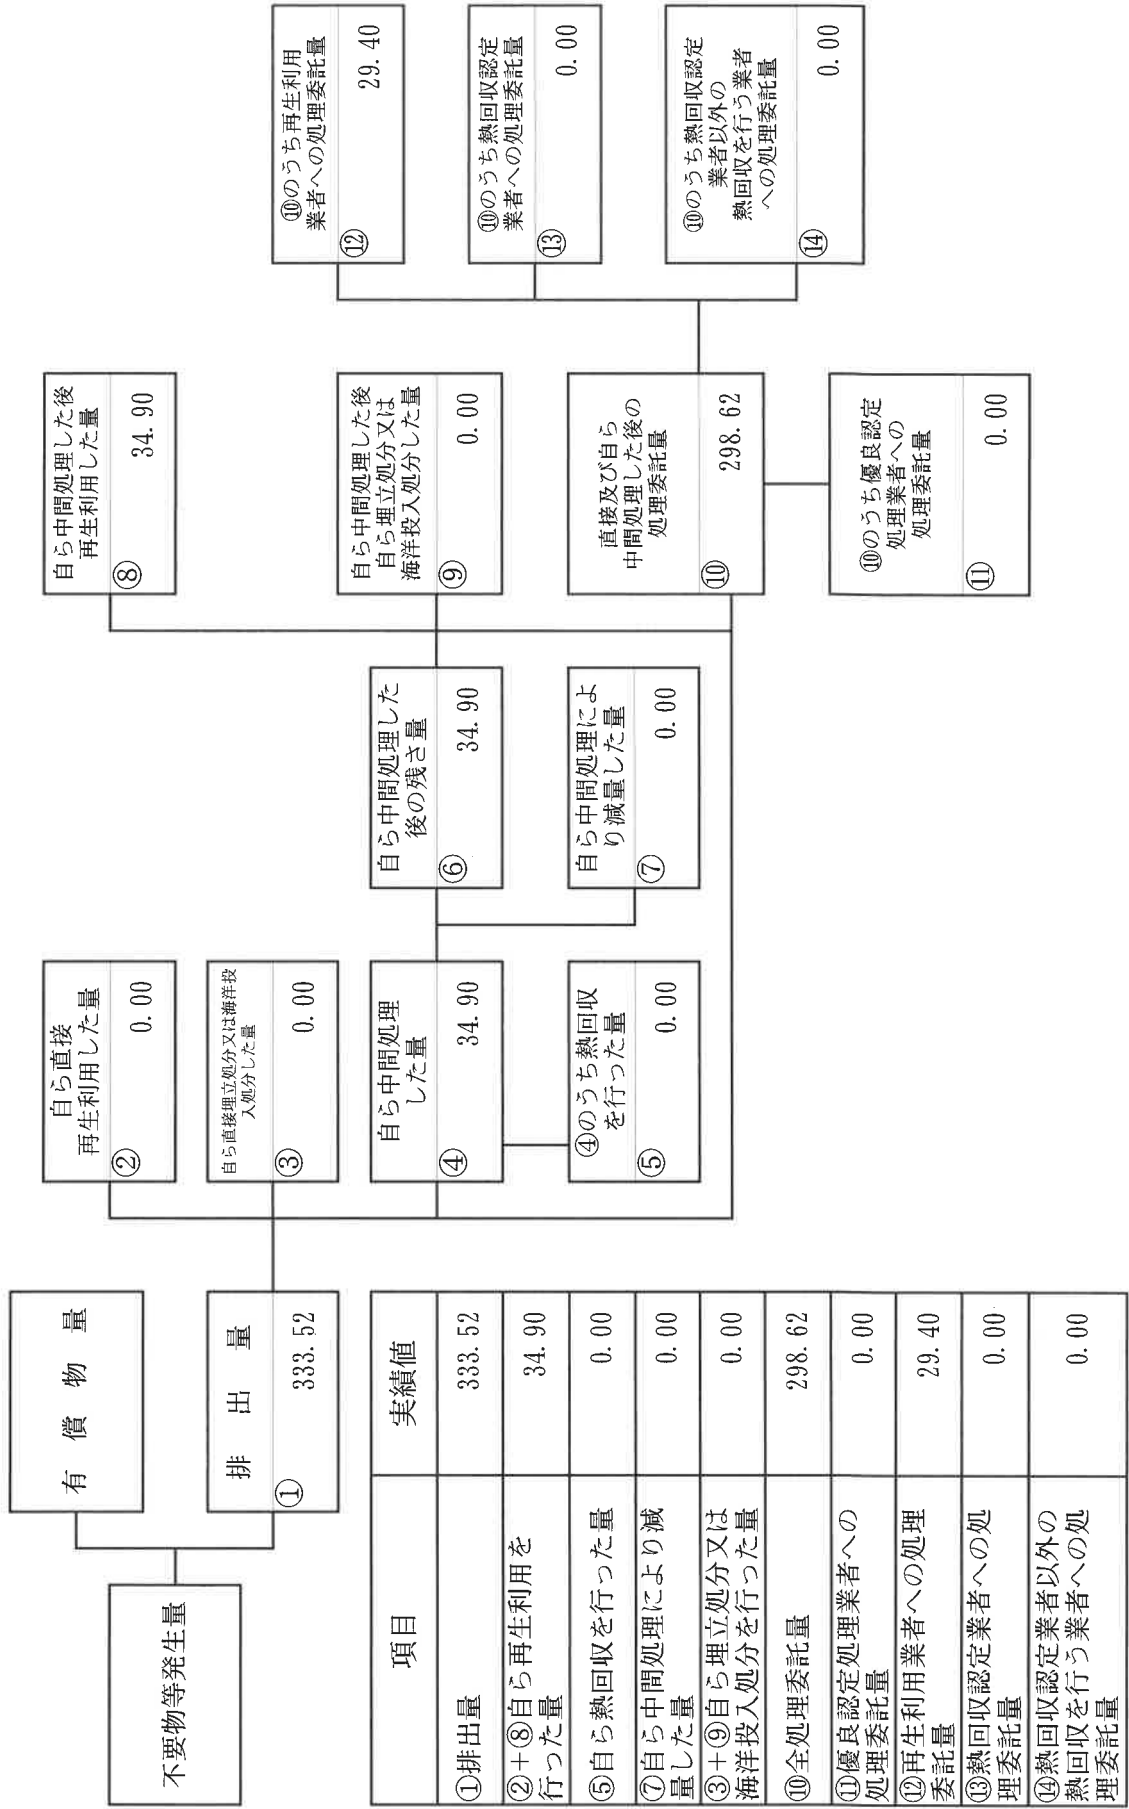 不要物等発生量
有償物量
排出量
①
333.52
自ら直接
再生利用した量
②
0.00
自ら直接埋立処分又は海洋投
入処分した量
③
0.00
自ら中間処理
した量
④
34.90
④のうち熱回収
を行った量
⑤
0.00
自ら中間処理した
後の残さ量
⑥
34.90
自ら中間処理によ
り減量した量
⑦
0.00
自ら中間処理した後
再生利用した量
⑧
34.90
自ら中間処理した後
自ら埋立処分又は
海洋投入処分した量
⑨
0.00
直接及び自ら
中間処理した後の
処理委託量
⑩
298.62
⑩のうち優良認定
処理業者への
処理委託量
⑪
0.00
⑩のうち再生利用
業者への処理委託量
⑫
29.40
⑩のうち熱回収認定
業者への処理委託量
⑬
0.00
⑩のうち熱回収認定
業者以外の
熱回収を行う業者
への処理委託量
⑭
0.00
項目 実績値
①排出量 333.52
②+⑧自ら再生利用を
行った量 34.90
⑤自ら熱回収を行った量 0.00
⑦自ら中間処理により減
量した量 0.00
③+⑨自ら埋立処分又は
海洋投入処分を行った量 0.00
⑩全処理委託量 298.62
⑪優良認定処理業者への
処理委託量 0.00
⑫再生利用業者への処理
委託量 29.40
⑬熱回収認定業者への処
理委託量 0.00
⑭熱回収認定業者以外の
熱回収を行う業者への処
理委託量 0.00